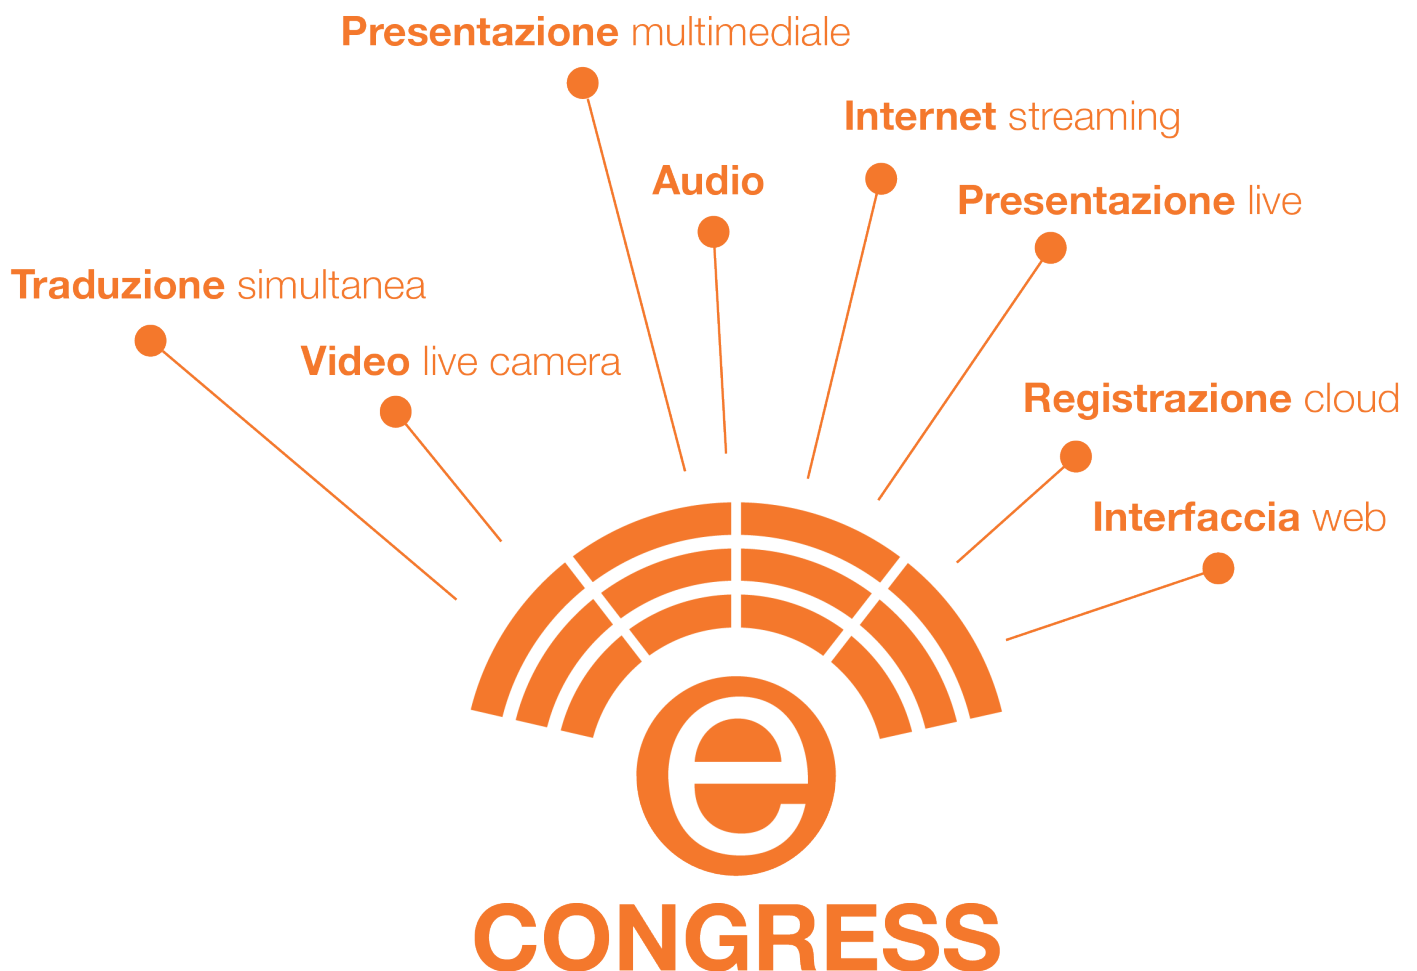 Presentazione multimediale
Internet streaming
Audio
Presentazione live
Traduzione simultanea
Video live camera
Registrazione cloud
Interfaccia web
e
CONGRESS